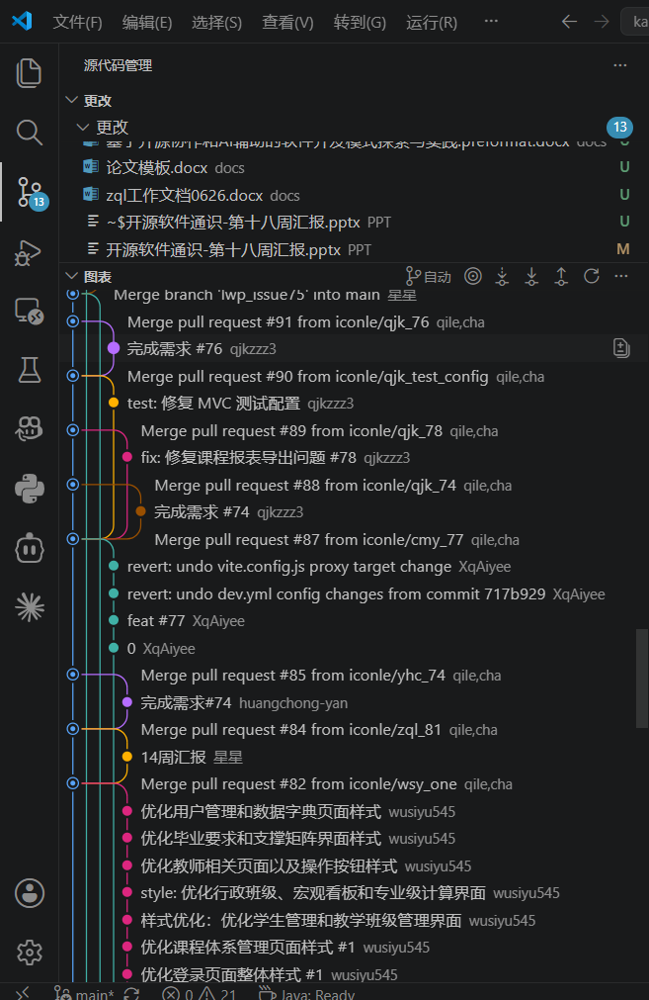 文件(F) 编辑(E) 选择(S) 查看(V) 转到(G) 运行(R) ··· ka
源代码管理 ···
更改
更改 13
基于开源协作和AI辅助的软件开发模式探索与实践.preformat.docx docs U
论文模板.docx docs U
13
zql工作文档0626.docx docs U
~$开源软件通识-第十八周汇报.pptx PPT U
开源软件通识-第十八周汇报.pptx PPT M
图表 自动 ···
Merge branch 'lwp_issue75' into main 星星
Merge pull request #91 from iconle/qjk_76 qile,cha
完成需求 #76 qjkzzz3
Merge pull request #90 from iconle/qjk_test_config qile,cha
test: 修复 MVC 测试配置 qjkzzz3
Merge pull request #89 from iconle/qjk_78 qile,cha
fix: 修复课程报表导出问题 #78 qjkzzz3
Merge pull request #88 from iconle/qjk_74 qile,cha
完成需求 #74 qjkzzz3
Merge pull request #87 from iconle/cmy_77 qile,cha
revert: undo vite.config.js proxy target change XqAiyee
revert: undo dev.yml config changes from commit 717b929 XqAiyee
feat #77 XqAiyee
0 XqAiyee
Merge pull request #85 from iconle/yhc_74 qile,cha
完成需求#74 huangchong-yan
Merge pull request #84 from iconle/zql_81 qile,cha
14周汇报 星星
Merge pull request #82 from iconle/wsy_one qile,cha
优化用户管理和数据字典页面样式 wusiyu545
优化毕业要求和支撑矩阵界面样式 wusiyu545
优化教师相关页面以及操作按钮样式 wusiyu545
style: 优化行政班级、宏观看板和专业级计算界面 wusiyu545
样式优化：优化学生管理和教学班级管理界面 wusiyu545
优化课程体系管理页面样式 #1 wusiyu545
优化登录页面整体样式 #1 wusiyu545
main* 0 21 Java: Ready